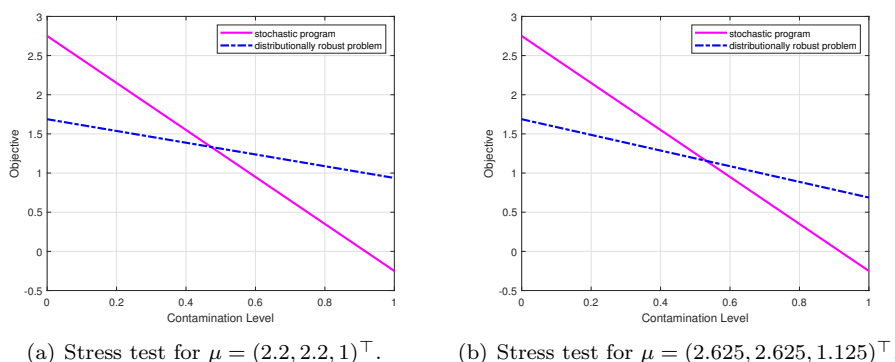 3
2.5
2
1.5
1
0.5
0
-0.5
Objective
stochastic program
distributionally robust problem
0 0.2 0.4 0.6 0.8 1
Contamination Level
(a) Stress test for μ = (2.2, 2.2, 1)⊤.
3
2.5
2
1.5
1
0.5
0
-0.5
Objective
stochastic program
distributionally robust problem
0 0.2 0.4 0.6 0.8 1
Contamination Level
(b) Stress test for μ = (2.625, 2.625, 1.125)⊤